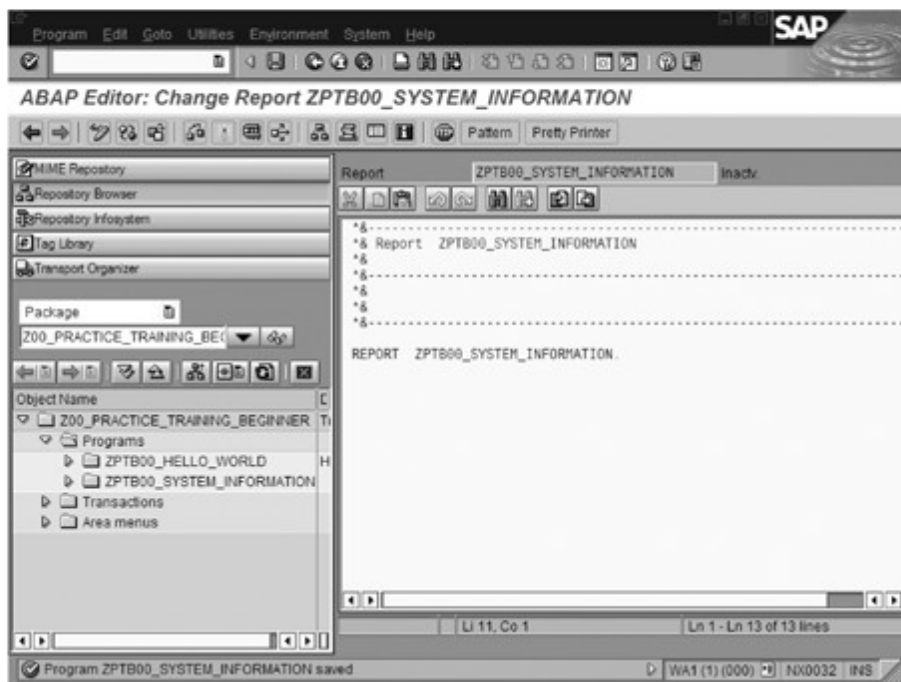 Program Edit Goto Utilities Environment System Help
SAP
ABAP Editor: Change Report ZPTB00_SYSTEM_INFORMATION
Pattern Pretty Printer
MIME Repository
Repository Browser
Repository Infosystem
Tag Library
Transport Organizer
Package
Z00_PRACTICE_TRAINING_BEG
Object Name D
Z00_PRACTICE_TRAINING_BEGINNER Tr
Programs
ZPTB00_HELLO_WORLD H
ZPTB00_SYSTEM_INFORMATION
Transactions
Area menus
Report ZPTB00_SYSTEM_INFORMATION Inactv.
*&---------------------------------------------------------------------
*& Report ZPTB00_SYSTEM_INFORMATION
*&
*&---------------------------------------------------------------------
*&
*&
*&---------------------------------------------------------------------
REPORT ZPTB00_SYSTEM_INFORMATION.
Li 11, Co 1 Ln 1 - Ln 13 of 13 lines
Program ZPTB00_SYSTEM_INFORMATION saved
WA1 (1) (000) NX0032 INS